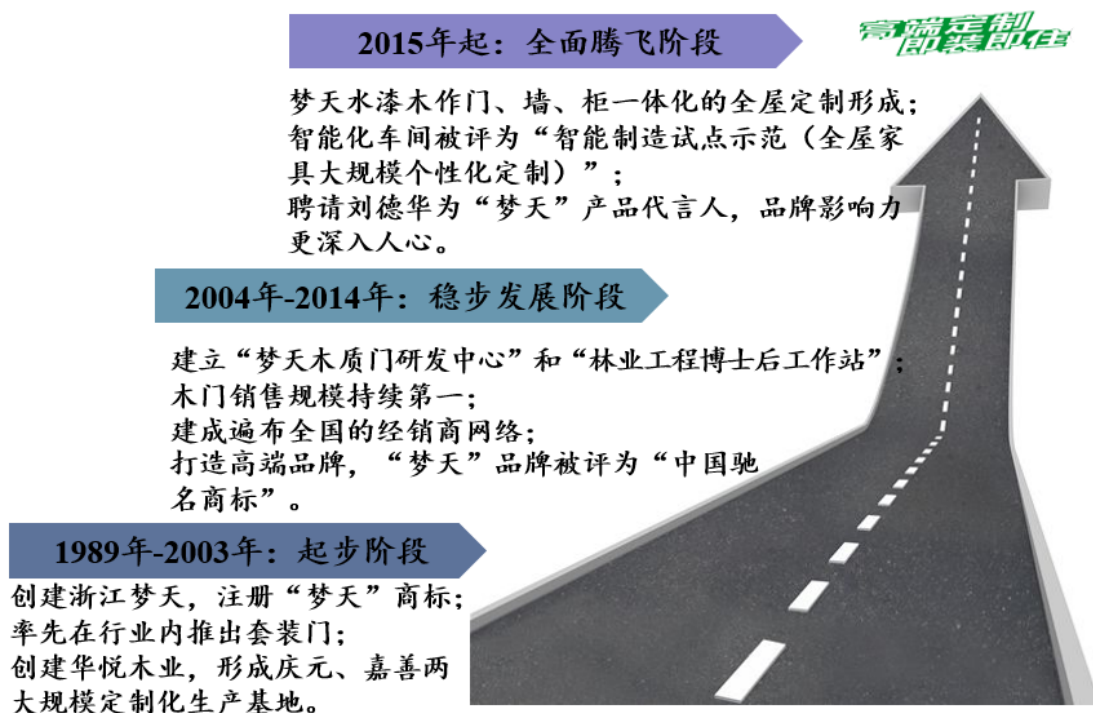 高端定制
即装即住
2015年起：全面腾飞阶段
梦天水漆木作门、墙、柜一体化的全屋定制形成；
智能化车间被评为“智能制造试点示范（全屋家
具大规模个性化定制）”；
聘请刘德华为“梦天”产品代言人，品牌影响力
更深入人心。
2004年-2014年：稳步发展阶段
建立“梦天木质门研发中心”和“林业工程博士后工作站”；
木门销售规模持续第一；
建成遍布全国的经销商网络；
打造高端品牌，“梦天”品牌被评为“中国驰
名商标”。
1989年-2003年：起步阶段
创建浙江梦天，注册“梦天”商标；
率先在行业内推出套装门；
创建华悦木业，形成庆元、嘉善两
大规模定制化生产基地。